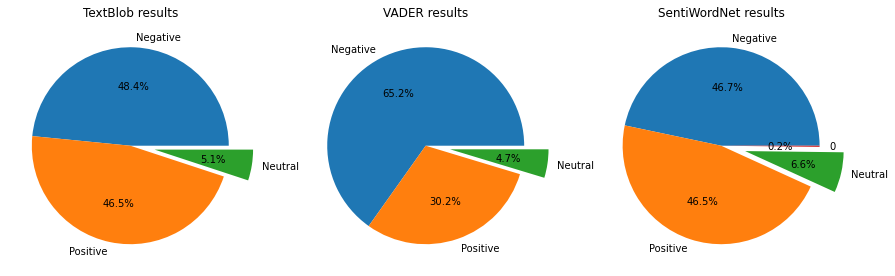 TextBlob results
Negative
48.4%
5.1%
Neutral
46.5%
Positive
VADER results
Negative
65.2%
4.7%
Neutral
30.2%
Positive
SentiWordNet results
Negative
46.7%
0.2%
0
6.6%
Neutral
46.5%
Positive